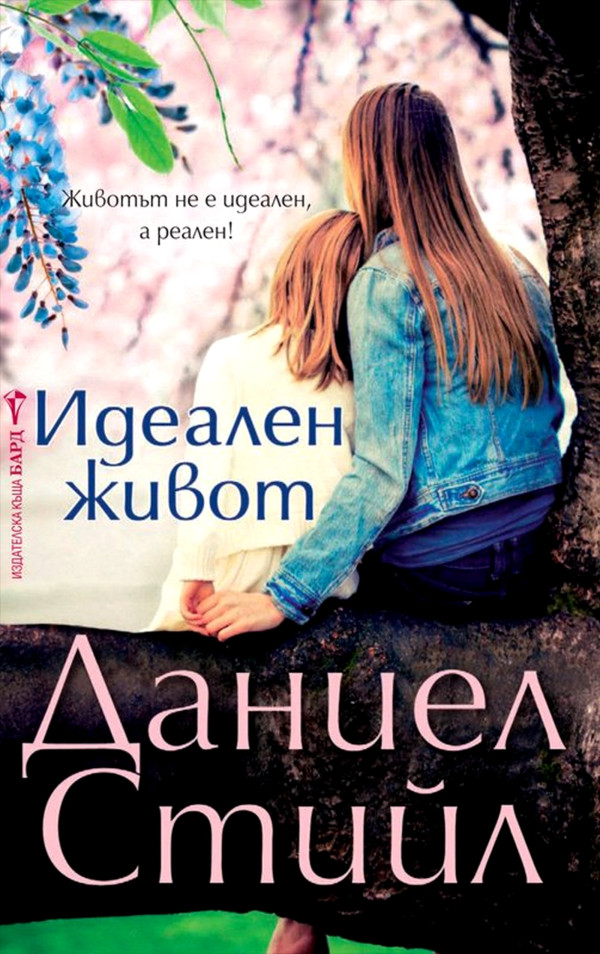 Животът не е идеален,
а реален!
Идеален
живот
ИЗДАТЕЛСКА КЪЩА БАРД
Даниел
Стийл